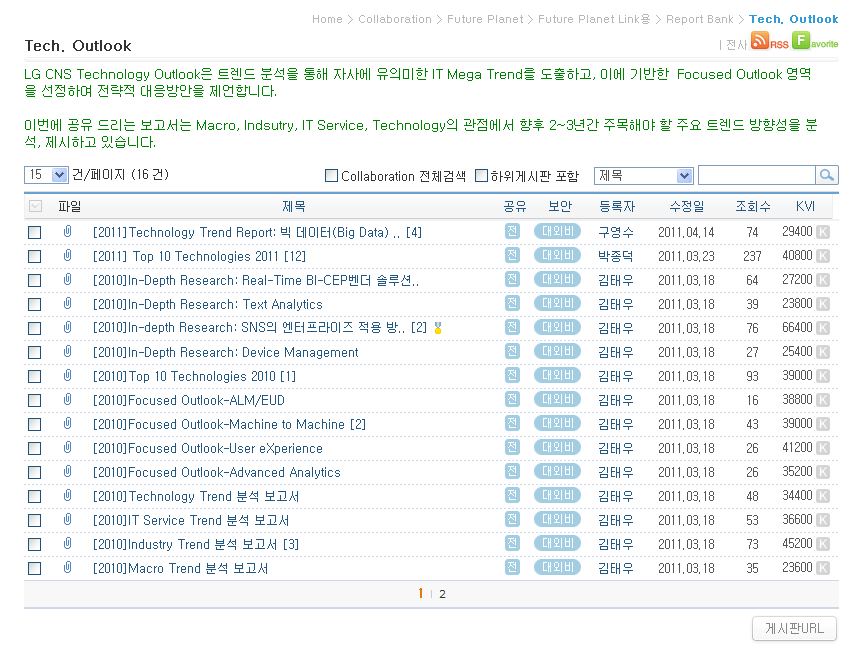 Home > Collaboration > Future Planet > Future Planet Link용 > Report Bank > Tech. Outlook
Tech. Outlook
| 전사 RSS Favorite
LG CNS Technology Outlook은 트렌드 분석을 통해 자사에 유의미한 IT Mega Trend를 도출하고, 이에 기반한 Focused Outlook 영역
을 선정하여 전략적 대응방안을 제언합니다.
이번에 공유 드리는 보고서는 Macro, Indsutry, IT Service, Technology의 관점에서 향후 2~3년간 주목해야 할 주요 트렌드 방향성을 분
석, 제시하고 있습니다.
15 건/페이지 (16 건) Collaboration 전체검색 하위게시판 포함 제목
파일 제목 공유 보안 등록자 수정일 조회수 KVI
[2011]Technology Trend Report: 빅 데이터(Big Data) .. [4] 전 대외비 구영수 2011.04.14 74 29400 K
[2011] Top 10 Technologies 2011 [12] 전 대외비 박종덕 2011.03.23 237 40800 K
[2010]In-Depth Research: Real-Time BI-CEP벤더 솔루션.. 전 대외비 김태우 2011.03.18 64 27200 K
[2010]In-Depth Research: Text Analytics 전 대외비 김태우 2011.03.18 39 23800 K
[2010]In-depth Research: SNS의 엔터프라이즈 적용 방.. [2] 전 대외비 김태우 2011.03.18 76 66400 K
[2010]In-Depth Research: Device Management 전 대외비 김태우 2011.03.18 27 25400 K
[2010]Top 10 Technologies 2010 [1] 전 대외비 김태우 2011.03.18 93 39000 K
[2010]Focused Outlook-ALM/EUD 전 대외비 김태우 2011.03.18 16 38800 K
[2010]Focused Outlook-Machine to Machine [2] 전 대외비 김태우 2011.03.18 43 39000 K
[2010]Focused Outlook-User eXperience 전 대외비 김태우 2011.03.18 26 41200 K
[2010]Focused Outlook-Advanced Analytics 전 대외비 김태우 2011.03.18 26 35200 K
[2010]Technology Trend 분석 보고서 전 대외비 김태우 2011.03.18 48 34400 K
[2010]IT Service Trend 분석 보고서 전 대외비 김태우 2011.03.18 53 36600 K
[2010]Industry Trend 분석 보고서 [3] 전 대외비 김태우 2011.03.18 73 45200 K
[2010]Macro Trend 분석 보고서 전 대외비 김태우 2011.03.18 35 23600 K
1 | 2
게시판URL